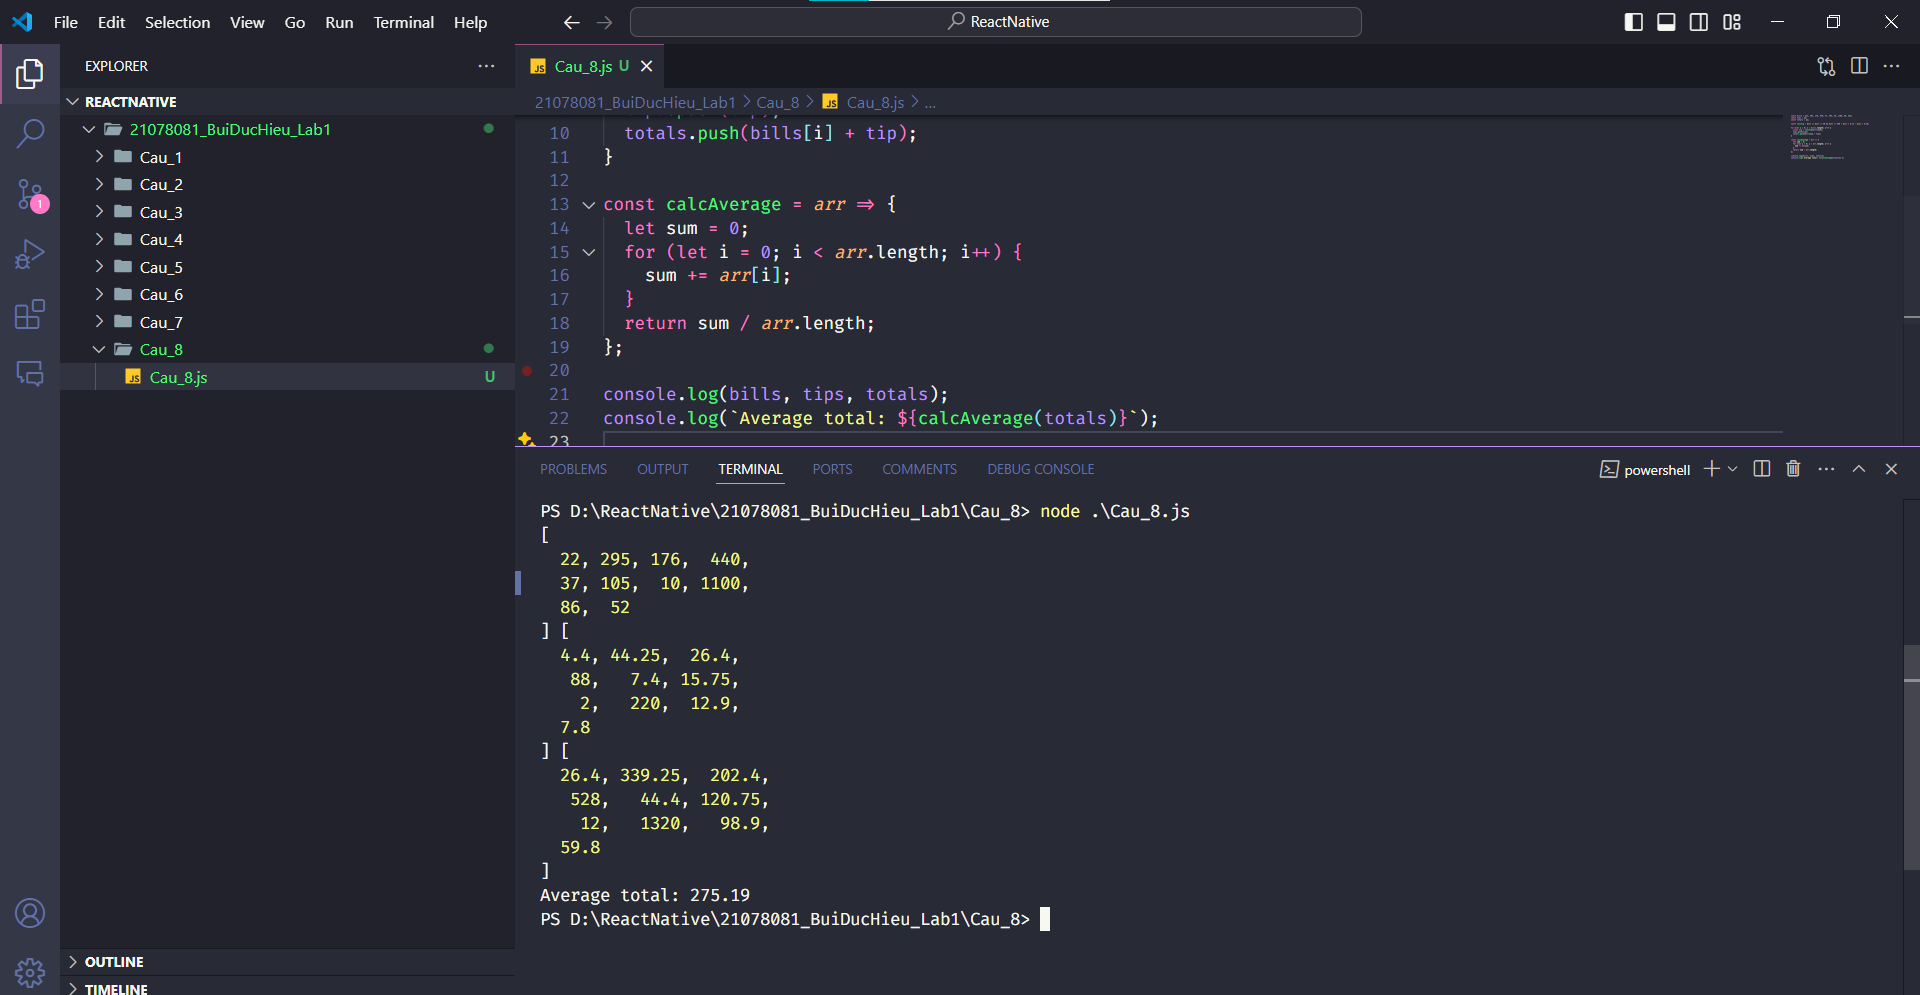 File Edit Selection View Go Run Terminal Help
ReactNative
EXPLORER
Cau_8.js U
REACTNATIVE
21078081_BuiDucHieu_Lab1 > Cau_8 > JS Cau_8.js > ...
21078081_BuiDucHieu_Lab1
Cau_1
Cau_2
Cau_3
Cau_4
Cau_5
Cau_6
Cau_7
Cau_8
JS Cau_8.js U
1
OUTLINE
TIMELINE
10 totals.push(bills[i] + tip);
11 }
12
13 const calcAverage = arr => {
14 let sum = 0;
15 for (let i = 0; i < arr.length; i++) {
16 sum += arr[i];
17 }
18 return sum / arr.length;
19 };
20
21 console.log(bills, tips, totals);
22 console.log(`Average total: ${calcAverage(totals)}`);
23
PROBLEMS OUTPUT TERMINAL PORTS COMMENTS DEBUG CONSOLE
powershell
PS D:\ReactNative\21078081_BuiDucHieu_Lab1\Cau_8> node .\Cau_8.js
[
22, 295, 176, 440,
37, 105, 10, 1100,
86, 52
] [
4.4, 44.25, 26.4,
88, 7.4, 15.75,
2, 220, 12.9,
7.8
] [
26.4, 339.25, 202.4,
528, 44.4, 120.75,
12, 1320, 98.9,
59.8
]
Average total: 275.19
PS D:\ReactNative\21078081_BuiDucHieu_Lab1\Cau_8>